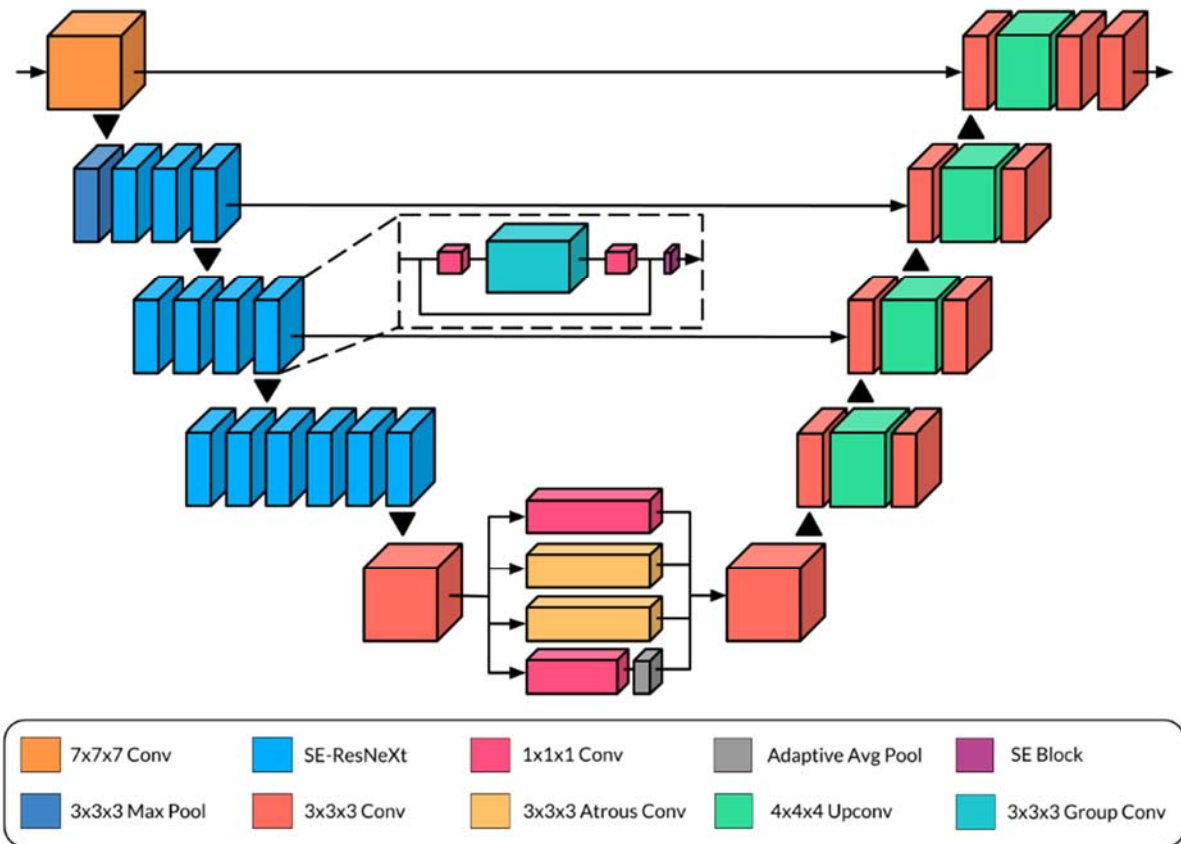 7x7x7 Conv SE-ResNeXt 1x1x1 Conv Adaptive Avg Pool SE Block
3x3x3 Max Pool 3x3x3 Conv 3x3x3 Atrous Conv 4x4x4 Upconv 3x3x3 Group Conv